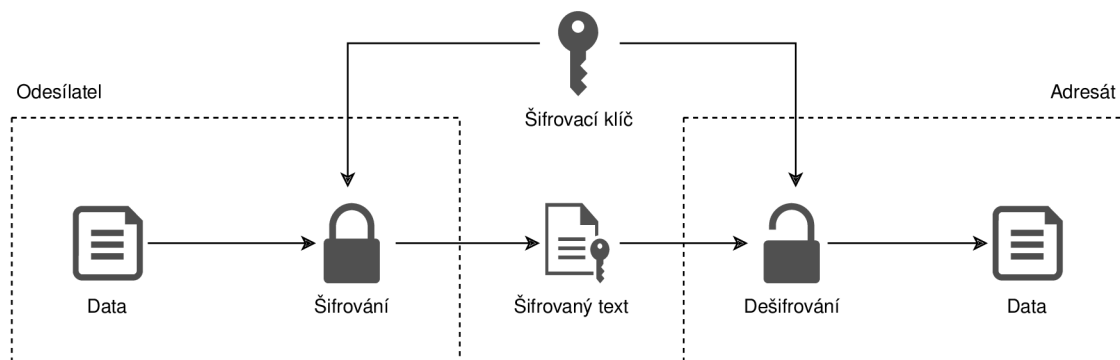 Odesílatel
Adresát
Šifrovací klíč
Data
Šifrování
Šifrovaný text
Dešifrování
Data